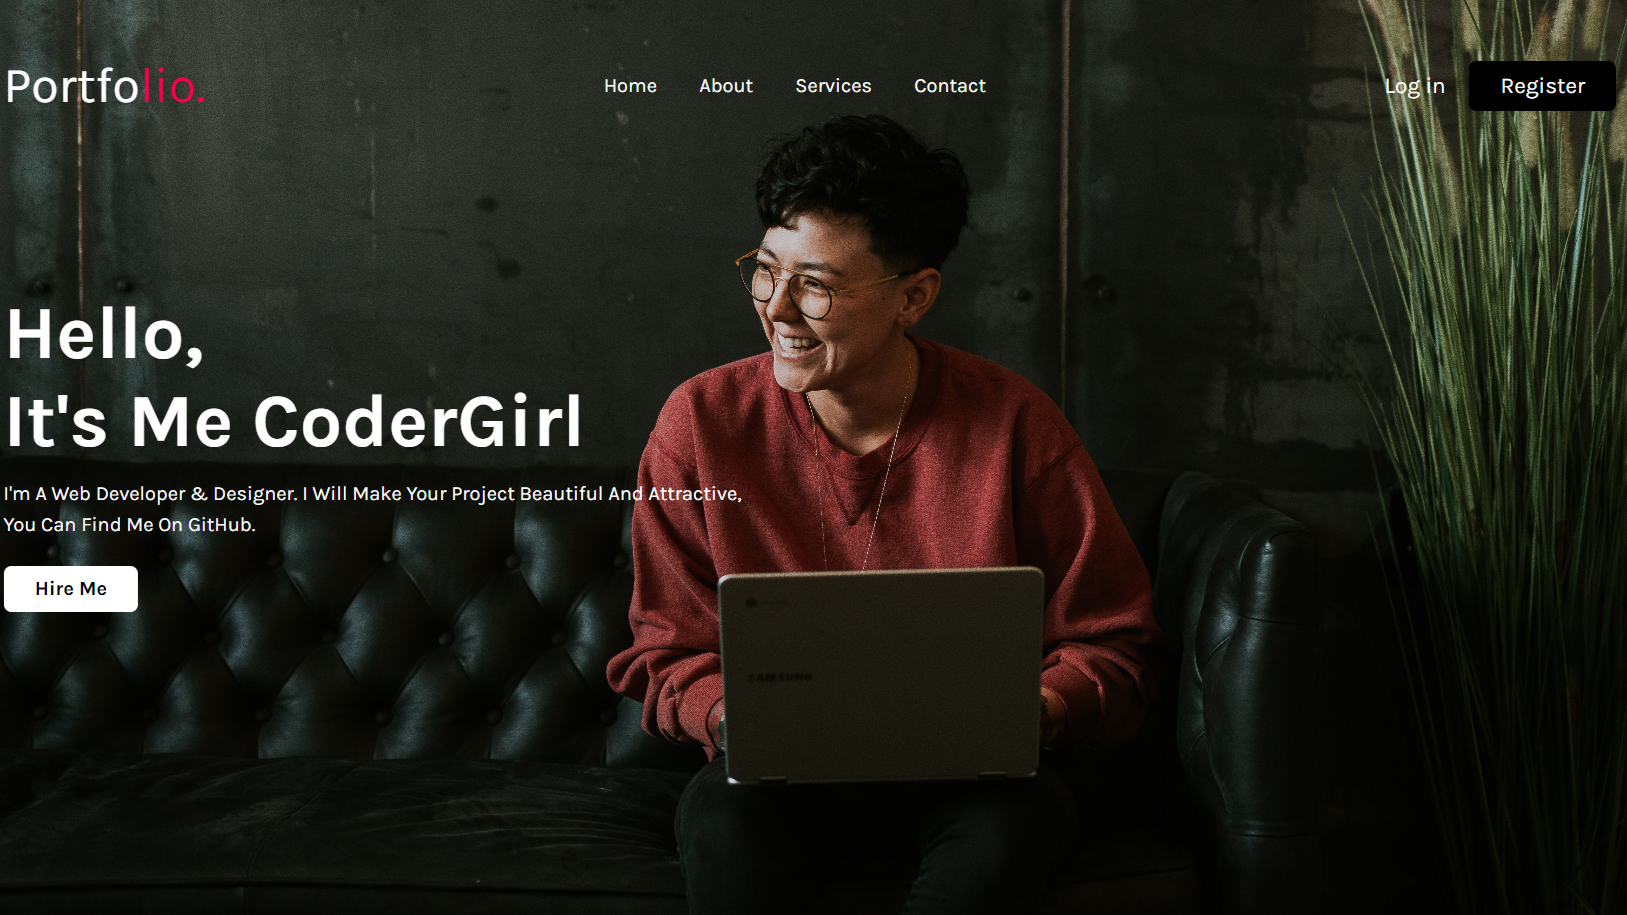 Portfolio.
Home About Services Contact
Log in Register
Hello,
It's Me CoderGirl
I'm A Web Developer & Designer. I Will Make Your Project Beautiful And Attractive,
You Can Find Me On GitHub.
Hire Me
SAMSUNG